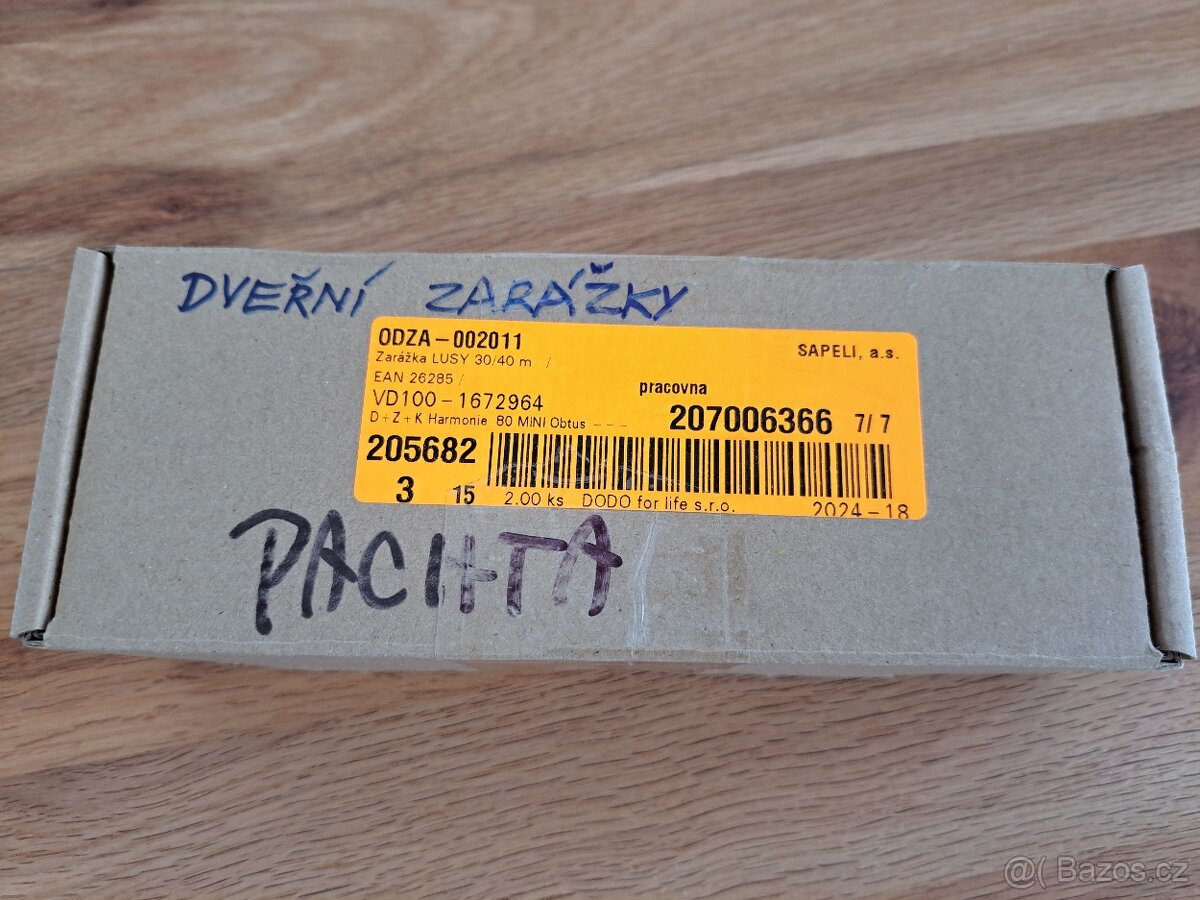 DVEŘNÍ ZARÁŽKY
ODZA-002011
SAPELI, a.s.
Zarážka LUSY 30/40 m /
EAN 26285 /
pracovna
VD100-1672964
207006366 7/7
D+Z+K Harmonie 80 MINI Obtus ---
205682
3 15 2.00 ks DODO for life s.r.o. 2024-18
PACHTA
@( Bazos.cz